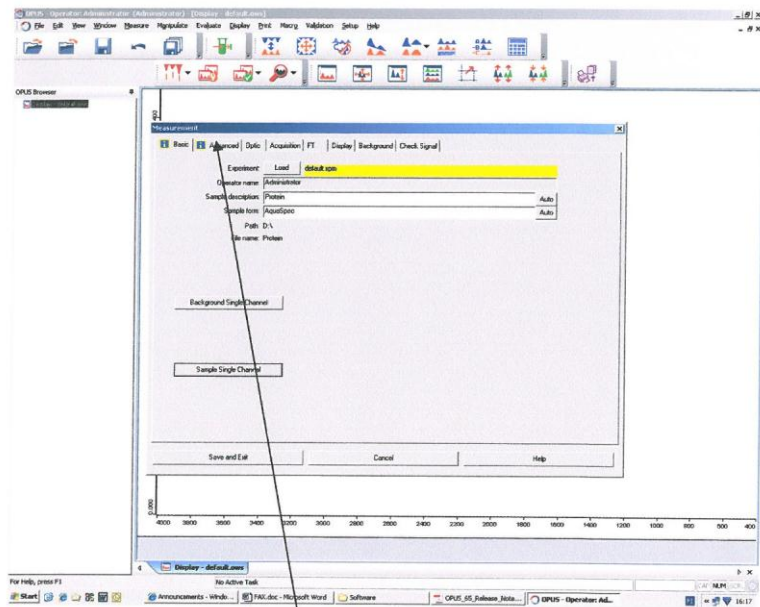 OPUS - Operator: Administrator (Administrator) - [Display - default.ows]
File Edit View Window Measure Manipulate Evaluate Display Print Macro Validation Setup Help
OPUS Browser
Measurement
Basic Advanced Optic Acquisition FT Display Background Check Signal
Experiment: Load default.xpm
Operator name: Administrator
Sample description: Protein Auto
Sample form: AquaSpec Auto
Path: D:\
File name: Protein
Background Single Channel
Sample Single Channel
Save and Exit Cancel Help
0.000
4000 3800 3600 3400 3200 3000 2800 2600 2400 2200 2000 1800 1600 1400 1200 1000 800 600 400
Display - default.ows
For Help, press F1 No Active Task NUM
Start Announcements - Windo... FAX.doc - Microsoft Word Software OPUS_65_Release_Nota... OPUS - Operator: Ad... 16:17